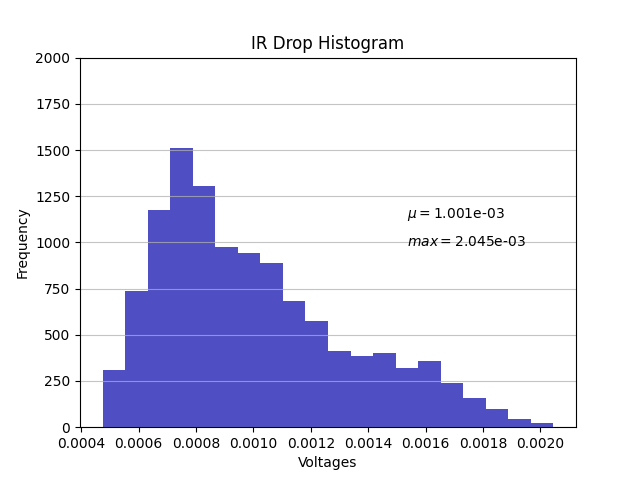 IR Drop Histogram
2000
1750
1500
1250
1000
750
500
250
0
Frequency
μ = 1.001e-03
max = 2.045e-03
0.0004 0.0006 0.0008 0.0010 0.0012 0.0014 0.0016 0.0018 0.0020
Voltages